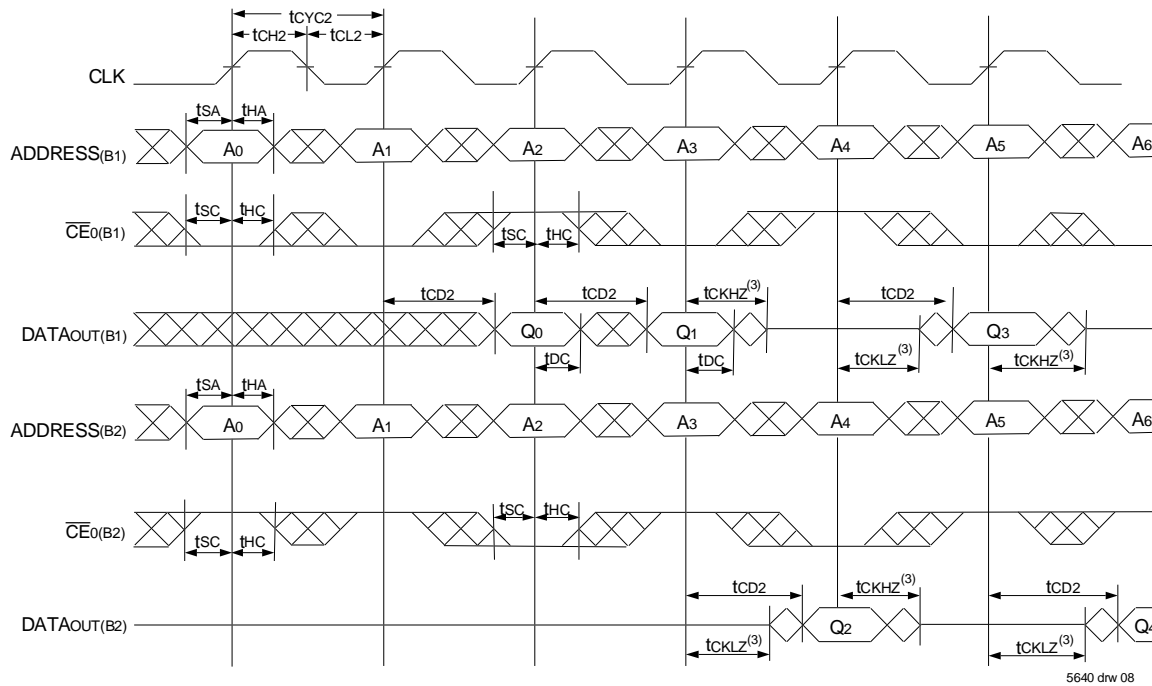 tCYC2
tCH2 tCL2
CLK
tSA tHA
ADDRESS(B1) A0 A1 A2 A3 A4 A5 A6
tSC tHC
CE0(B1)
tSC tHC
tCD2 tCD2 tCKHZ(3) tCD2
DATAOUT(B1) Q0 Q1 Q3
tDC tDC tCKLZ(3) tCKHZ(3)
tSA tHA
ADDRESS(B2) A0 A1 A2 A3 A4 A5 A6
tSC tHC
CE0(B2)
tSC tHC
tCD2 tCKHZ(3) tCD2
DATAOUT(B2) Q2 Q4
tCKLZ(3) tCKLZ(3)
5640 drw 08